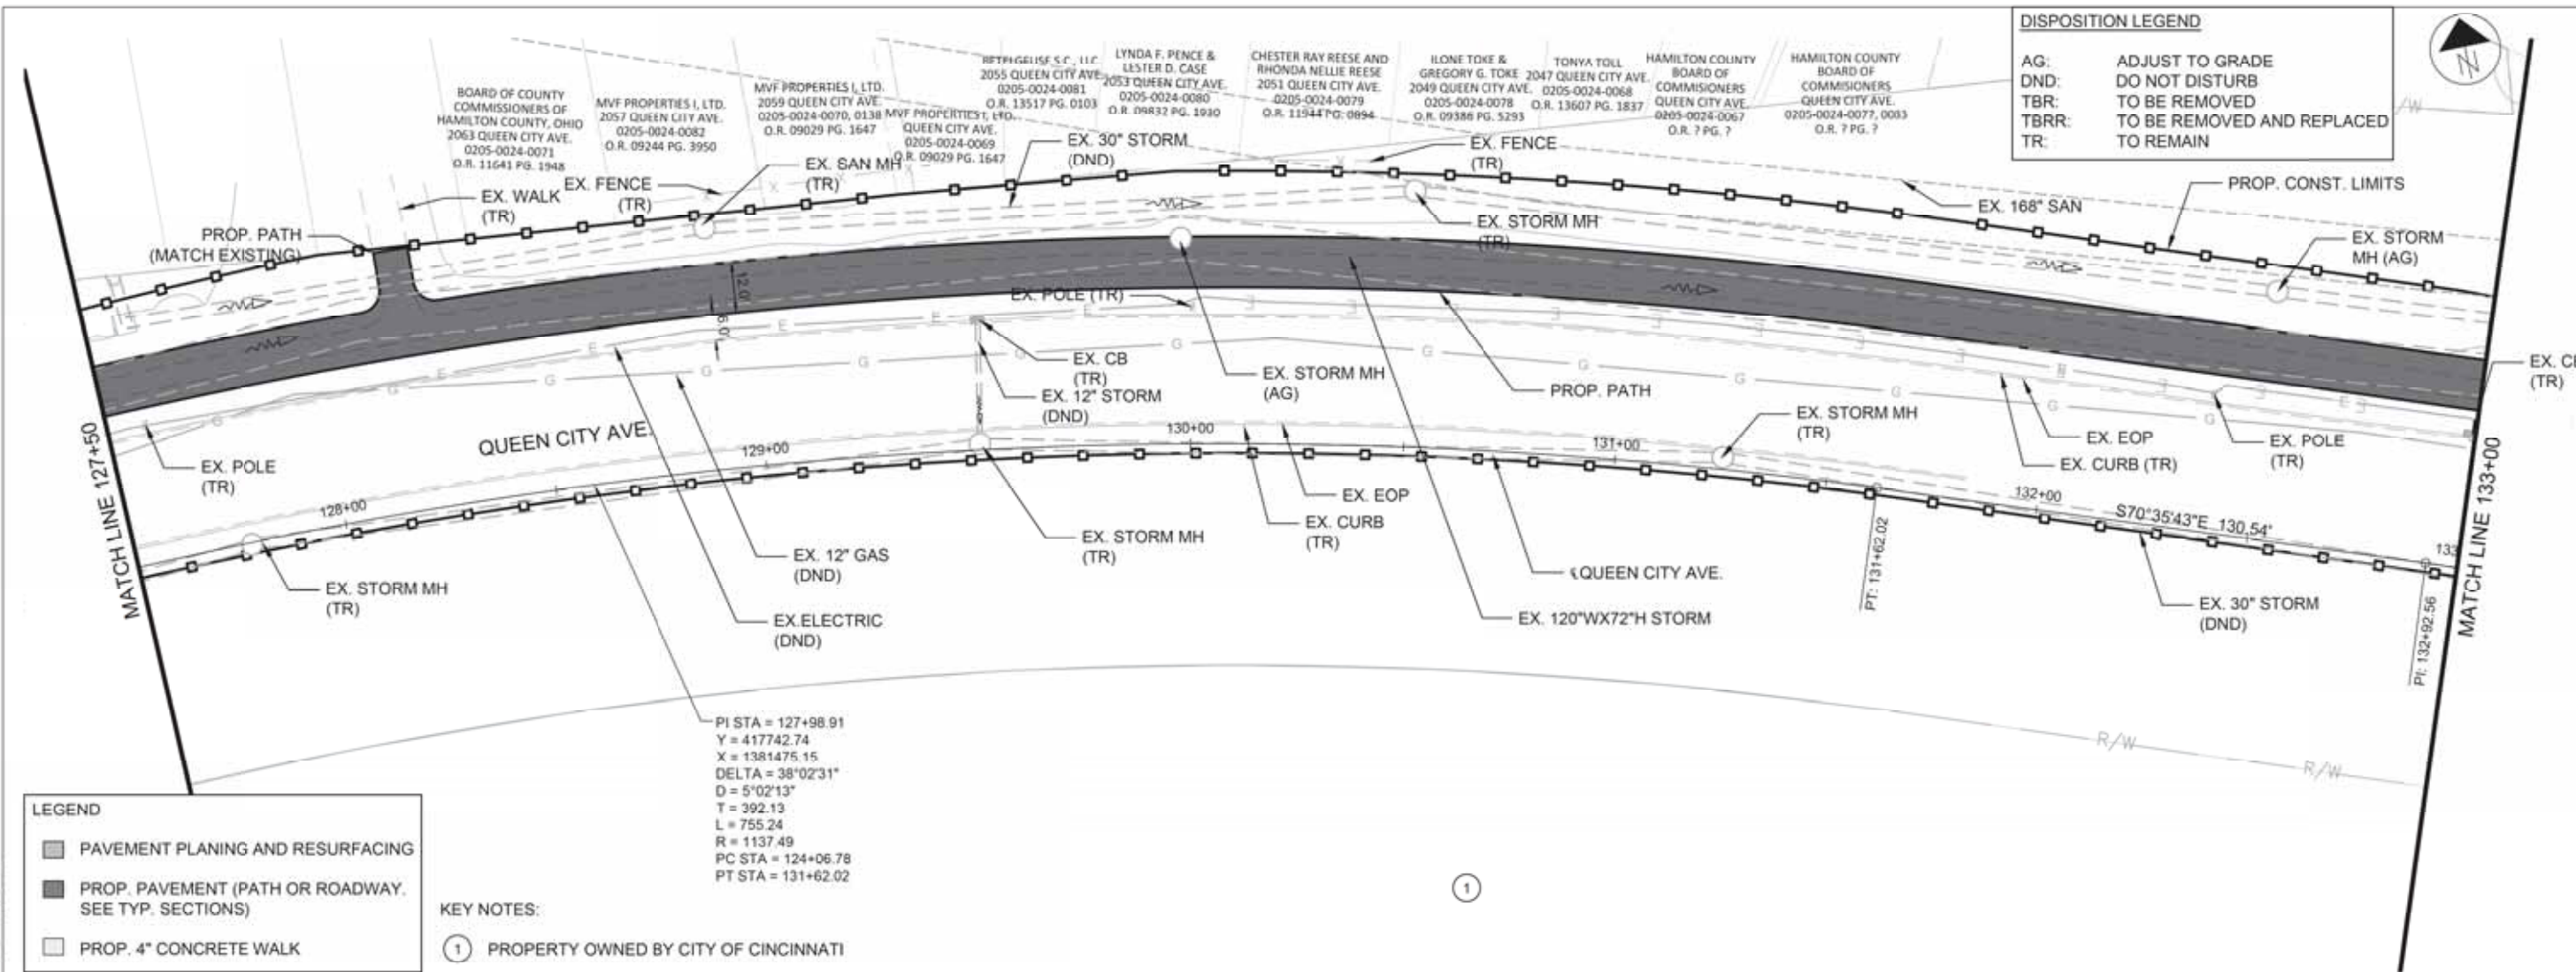 DISPOSITION LEGEND
AG: ADJUST TO GRADE
DND: DO NOT DISTURB
TBR: TO BE REMOVED
TBRR: TO BE REMOVED AND REPLACED
TR: TO REMAIN
N
BOARD OF COUNTY
COMMISSIONERS OF
HAMILTON COUNTY, OHIO
2063 QUEEN CITY AVE.
0205-0024-0071
O.R. 11641 PG. 1948
MVF PROPERTIES I, LTD.
2057 QUEEN CITY AVE.
0205-0024-0082
O.R. 09244 PG. 3950
MVF PROPERTIES I, LTD.
2059 QUEEN CITY AVE.
0205-0024-0070, 0138
O.R. 09029 PG. 1647
MVF PROPERTIES I, LTD.
QUEEN CITY AVE.
0205-0024-0069
O.R. 09029 PG. 1647
BETELGEUSE S.C., LLC
2055 QUEEN CITY AVE.
0205-0024-0081
O.R. 13517 PG. 0103
LYNDA F. PENCE &
LESTER D. CASE
2053 QUEEN CITY AVE.
0205-0024-0080
O.R. 09832 PG. 1930
CHESTER RAY REESE AND
RHONDA NELLIE REESE
2051 QUEEN CITY AVE.
0205-0024-0079
O.R. 11944 PG. 0894
ILONE TOKE &
GREGORY G. TOKE
2049 QUEEN CITY AVE.
0205-0024-0078
O.R. 09386 PG. 5293
TONYA TOLL
2047 QUEEN CITY AVE.
0205-0024-0068
O.R. 13607 PG. 1837
HAMILTON COUNTY
BOARD OF
COMMISIONERS
QUEEN CITY AVE.
0205-0024-0067
O.R. ? PG. ?
HAMILTON COUNTY
BOARD OF
COMMISIONERS
QUEEN CITY AVE.
0205-0024-0077, 0083
O.R. ? PG. ?
/W
EX. WALK
(TR)
EX. FENCE
(TR)
EX. SAN MH
(TR)
EX. 30" STORM
(DND)
EX. FENCE
(TR)
EX. STORM MH
(TR)
EX. 168" SAN
PROP. CONST. LIMITS
EX. STORM
MH (AG)
PROP. PATH
(MATCH EXISTING)
12.0'
6.0'
EX. POLE (TR)
EX. CB
(TR)
EX. 12" STORM
(DND)
EX. STORM MH
(AG)
PROP. PATH
EX. STORM MH
(TR)
EX. EOP
EX. CURB (TR)
EX. POLE
(TR)
(TR)
MATCH LINE 127+50
EX. POLE
(TR)
QUEEN CITY AVE.
128+00
129+00
130+00
131+00
132+00
133
S70°35'43"E 130.54'
MATCH LINE 133+00
EX. STORM MH
(TR)
EX. 12" GAS
(DND)
EX.ELECTRIC
(DND)
EX. STORM MH
(TR)
EX. EOP
EX. CURB
(TR)
℄QUEEN CITY AVE.
EX. 120"WX72"H STORM
PT: 131+62.02
EX. 30" STORM
(DND)
PI: 132+92.56
E E E E E
G G G G G G G G G G G G G
R/W
R/W
PI STA = 127+98.91
Y = 417742.74
X = 1381475.15
DELTA = 38°02'31"
D = 5°02'13"
T = 392.13
L = 755.24
R = 1137.49
PC STA = 124+06.78
PT STA = 131+62.02
1
LEGEND
PAVEMENT PLANING AND RESURFACING
PROP. PAVEMENT (PATH OR ROADWAY.
SEE TYP. SECTIONS)
PROP. 4" CONCRETE WALK
KEY NOTES:
1 PROPERTY OWNED BY CITY OF CINCINNATI